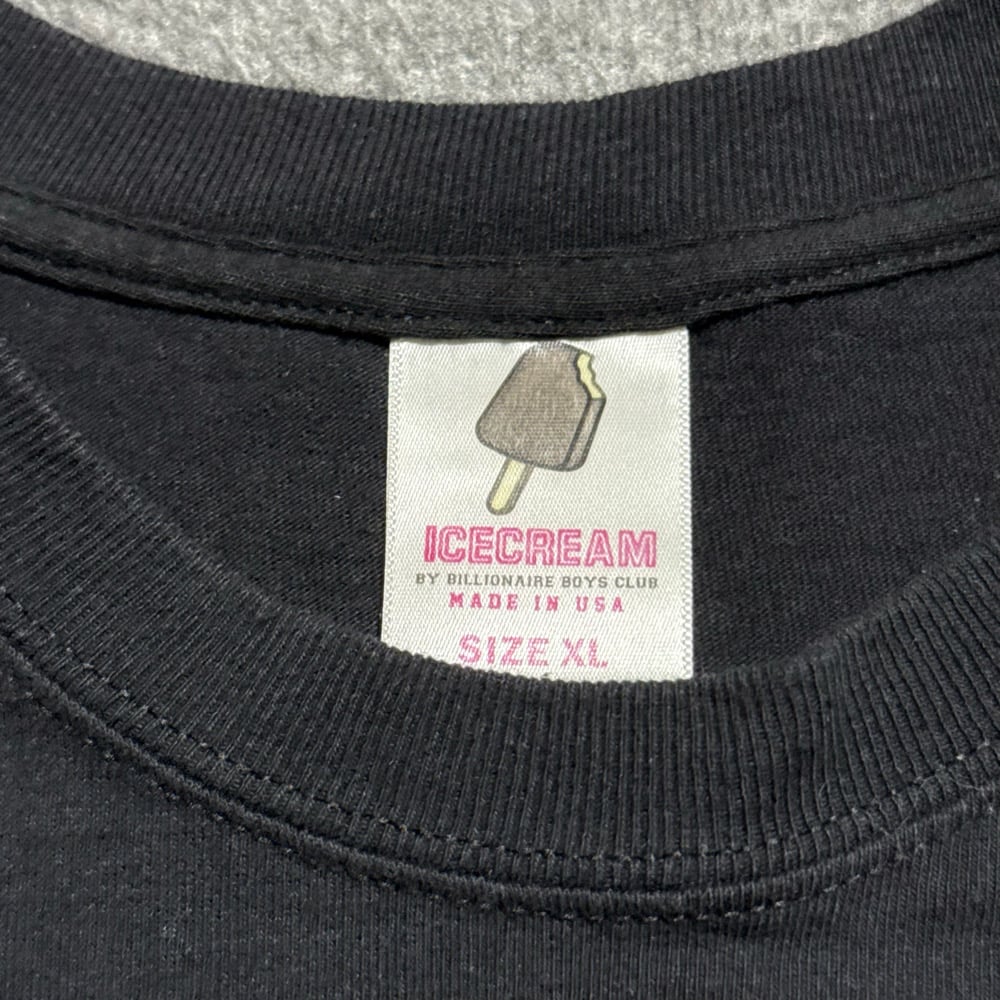 ICECREAM
BY BILLIONAIRE BOYS CLUB
MADE IN USA
SIZE XL